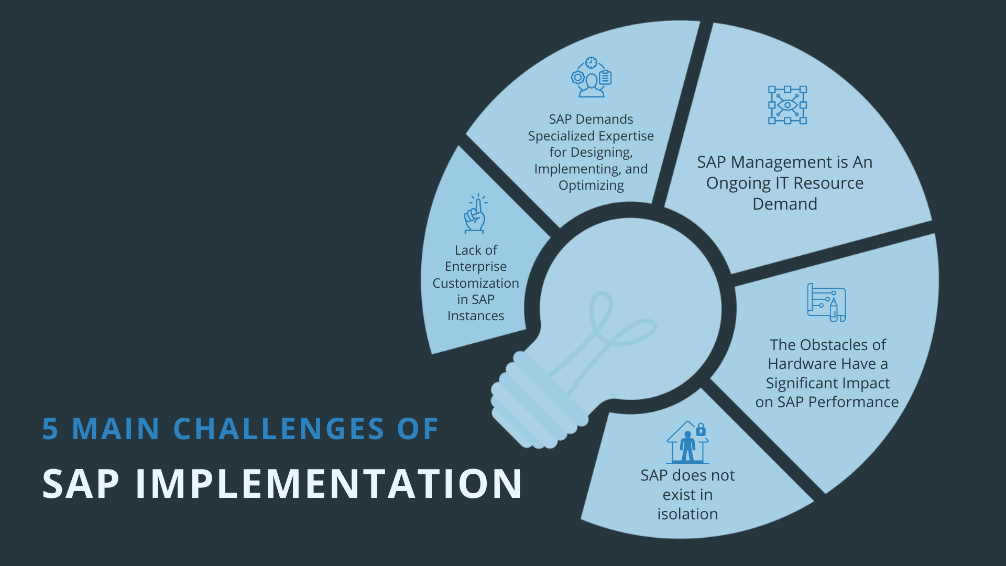 5 MAIN CHALLENGES OF
SAP IMPLEMENTATION
Lack of
Enterprise
Customization
in SAP
Instances
SAP Demands
Specialized Expertise
for Designing,
Implementing, and
Optimizing
SAP Management is An
Ongoing IT Resource
Demand
The Obstacles of
Hardware Have a
Significant Impact
on SAP Performance
SAP does not
exist in
isolation